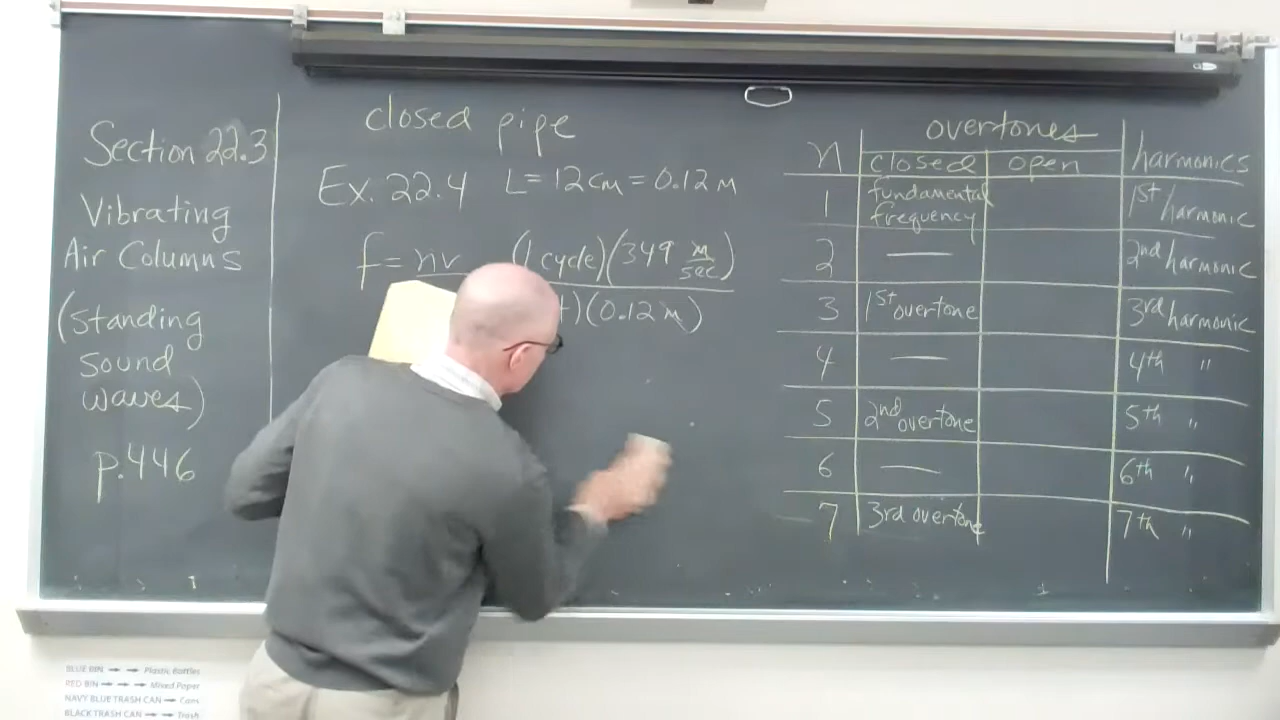 Section 22.3
Vibrating
Air Columns
(standing
sound
waves)
p.446
closed pipe
Ex. 22.4 L = 12 cm = 0.12 m
f = nv (1 cycle)(349 m/sec)
)(0.12 m)
overtones
n closed open harmonics
1 fundamental frequency 1st harmonic
2 — 2nd harmonic
3 1st overtone 3rd harmonic
4 — 4th "
5 2nd overtone 5th "
6 — 6th "
7 3rd overtone 7th "
BLUE BIN → → Plastic Bottles
RED BIN → → → Mixed Paper
NAVY BLUE TRASH CAN → Cans
BLACK TRASH CAN → → Trash